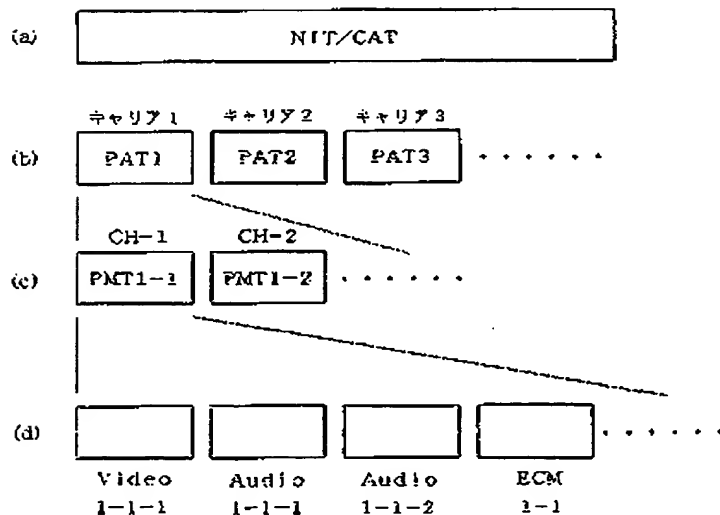 (a) NIT/CAT
キャリア1 キャリア2 キャリア3
(b) PAT1 PAT2 PAT3 ・・・・・・
CH-1 CH-2
(c) PMT1-1 PMT1-2 ・・・・・・
(d) ・・・・・・
Video Audio Audio ECM
1-1-1 1-1-1 1-1-2 1-1